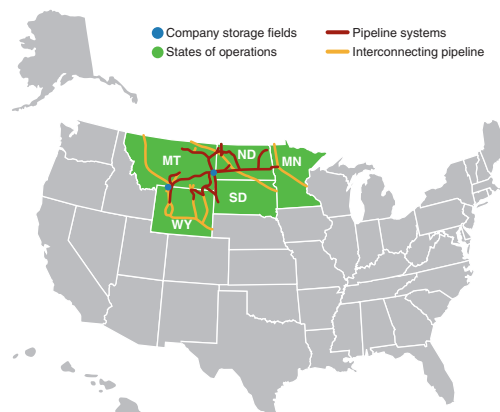 Company storage fields
Pipeline systems
States of operations
Interconnecting pipeline
MT
ND
MN
SD
WY